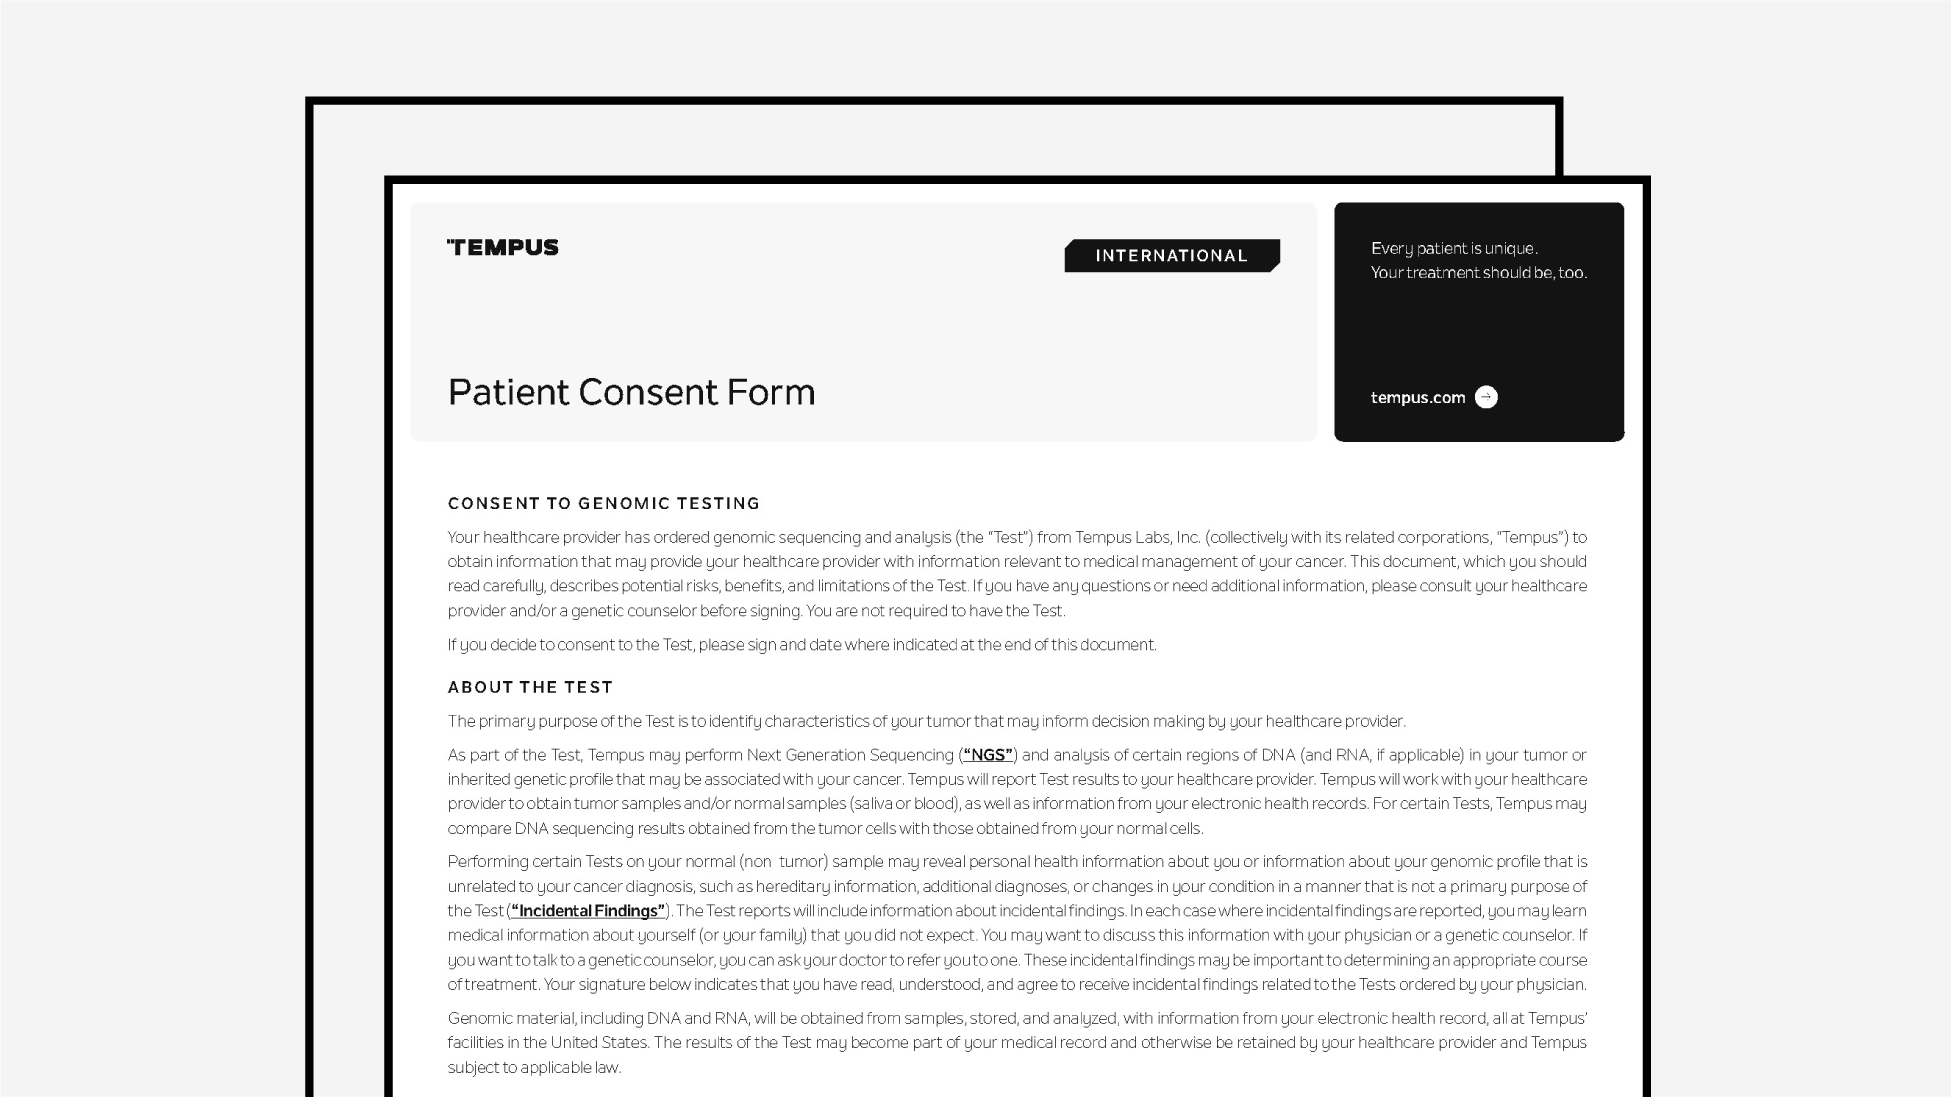 TEMPUS
INTERNATIONAL
Patient Consent Form
Every patient is unique.
Your treatment should be, too.
tempus.com
CONSENT TO GENOMIC TESTING
Your healthcare provider has ordered genomic sequencing and analysis (the “Test”) from Tempus Labs, Inc. (collectively with its related corporations, “Tempus”) to
obtain information that may provide your healthcare provider with information relevant to medical management of your cancer. This document, which you should
read carefully, describes potential risks, benefits, and limitations of the Test. If you have any questions or need additional information, please consult your healthcare
provider and/or a genetic counselor before signing. You are not required to have the Test.
If you decide to consent to the Test, please sign and date where indicated at the end of this document.
ABOUT THE TEST
The primary purpose of the Test is to identify characteristics of your tumor that may inform decision making by your healthcare provider.
As part of the Test, Tempus may perform Next Generation Sequencing (“NGS”) and analysis of certain regions of DNA (and RNA, if applicable) in your tumor or
inherited genetic profile that may be associated with your cancer. Tempus will report Test results to your healthcare provider. Tempus will work with your healthcare
provider to obtain tumor samples and/or normal samples (saliva or blood), as well as information from your electronic health records. For certain Tests, Tempus may
compare DNA sequencing results obtained from the tumor cells with those obtained from your normal cells.
Performing certain Tests on your normal (non tumor) sample may reveal personal health information about you or information about your genomic profile that is
unrelated to your cancer diagnosis, such as hereditary information, additional diagnoses, or changes in your condition in a manner that is not a primary purpose of
the Test (“Incidental Findings”). The Test reports will include information about incidental findings. In each case where incidental findings are reported, you may learn
medical information about yourself (or your family) that you did not expect. You may want to discuss this information with your physician or a genetic counselor. If
you want to talk to a genetic counselor, you can ask your doctor to refer you to one. These incidental findings may be important to determining an appropriate course
of treatment. Your signature below indicates that you have read, understood, and agree to receive incidental findings related to the Tests ordered by your physician.
Genomic material, including DNA and RNA, will be obtained from samples, stored, and analyzed, with information from your electronic health record, all at Tempus’
facilities in the United States. The results of the Test may become part of your medical record and otherwise be retained by your healthcare provider and Tempus
subject to applicable law.